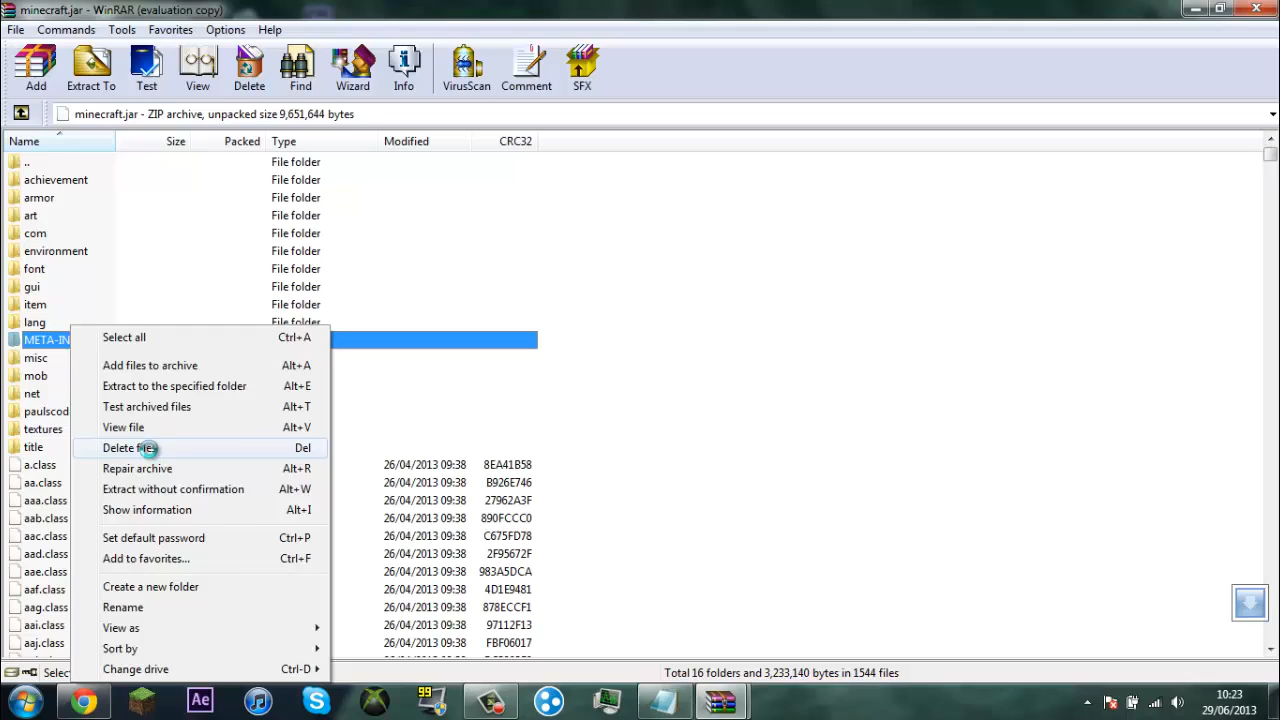 minecraft.jar - WinRAR (evaluation copy)
File Commands Tools Favorites Options Help
Add Extract To Test View Delete Find Wizard Info VirusScan Comment SFX
minecraft.jar - ZIP archive, unpacked size 9,651,644 bytes
Name Size Packed Type Modified CRC32
.. File folder
achievement File folder
armor File folder
art File folder
com File folder
environment File folder
font File folder
gui File folder
item File folder
lang File folder
META-IN
misc
mob
net
paulscod
textures
title
a.class 26/04/2013 09:38 8EA41B58
aa.class 26/04/2013 09:38 B926E746
aaa.class 26/04/2013 09:38 27962A3F
aab.class 26/04/2013 09:38 890FCCC0
aac.class 26/04/2013 09:38 C675FD78
aad.class 26/04/2013 09:38 2F95672F
aae.class 26/04/2013 09:38 983A5DCA
aaf.class 26/04/2013 09:38 4D1E9481
aag.class 26/04/2013 09:38 878ECCF1
aai.class 26/04/2013 09:38 97112F13
aaj.class 26/04/2013 09:38 FBF06017
Select all Ctrl+A
Add files to archive Alt+A
Extract to the specified folder Alt+E
Test archived files Alt+T
View file Alt+V
Delete files Del
Repair archive Alt+R
Extract without confirmation Alt+W
Show information Alt+I
Set default password Ctrl+P
Add to favorites... Ctrl+F
Create a new folder
Rename
View as
Sort by
Change drive Ctrl-D
Select Total 16 folders and 3,233,140 bytes in 1544 files
Ae 99
10:23
29/06/2013